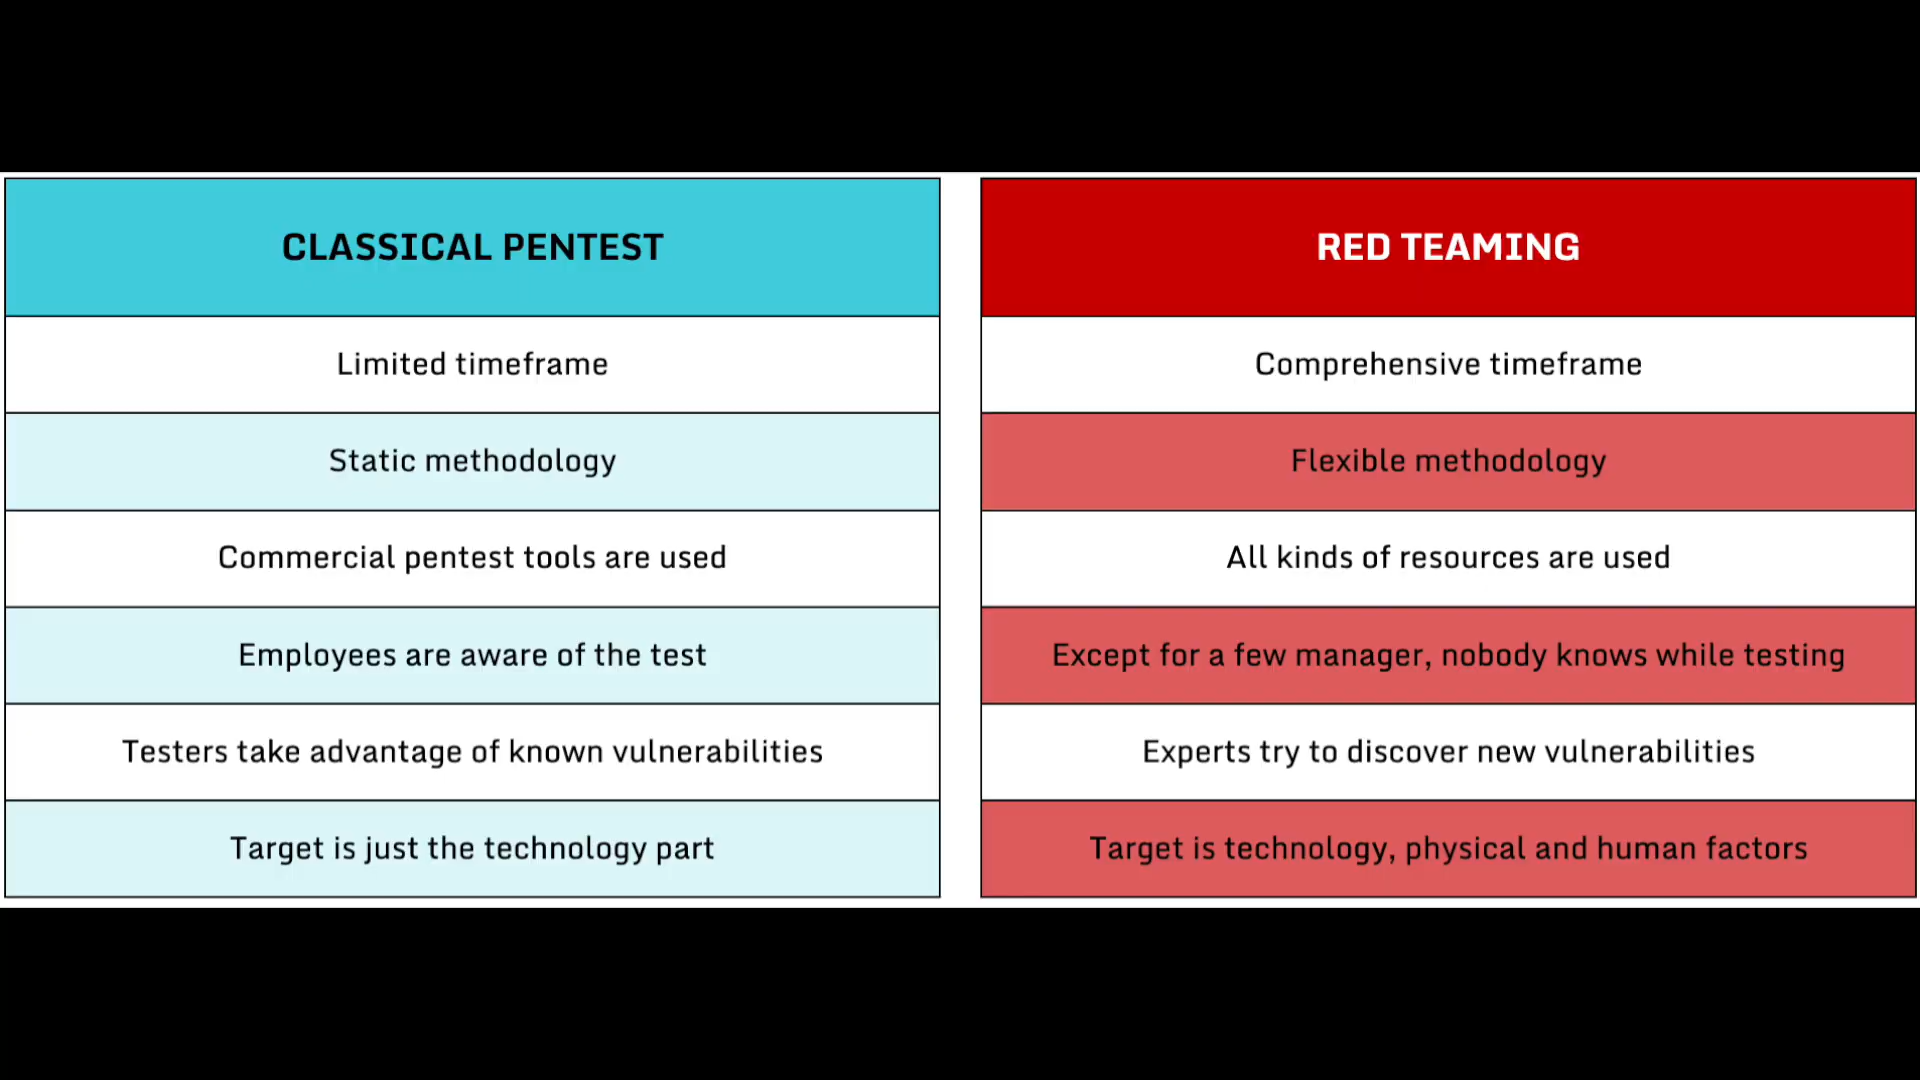 CLASSICAL PENTEST
Limited timeframe
Static methodology
Commercial pentest tools are used
Employees are aware of the test
Testers take advantage of known vulnerabilities
Target is just the technology part
RED TEAMING
Comprehensive timeframe
Flexible methodology
All kinds of resources are used
Except for a few manager, nobody knows while testing
Experts try to discover new vulnerabilities
Target is technology, physical and human factors